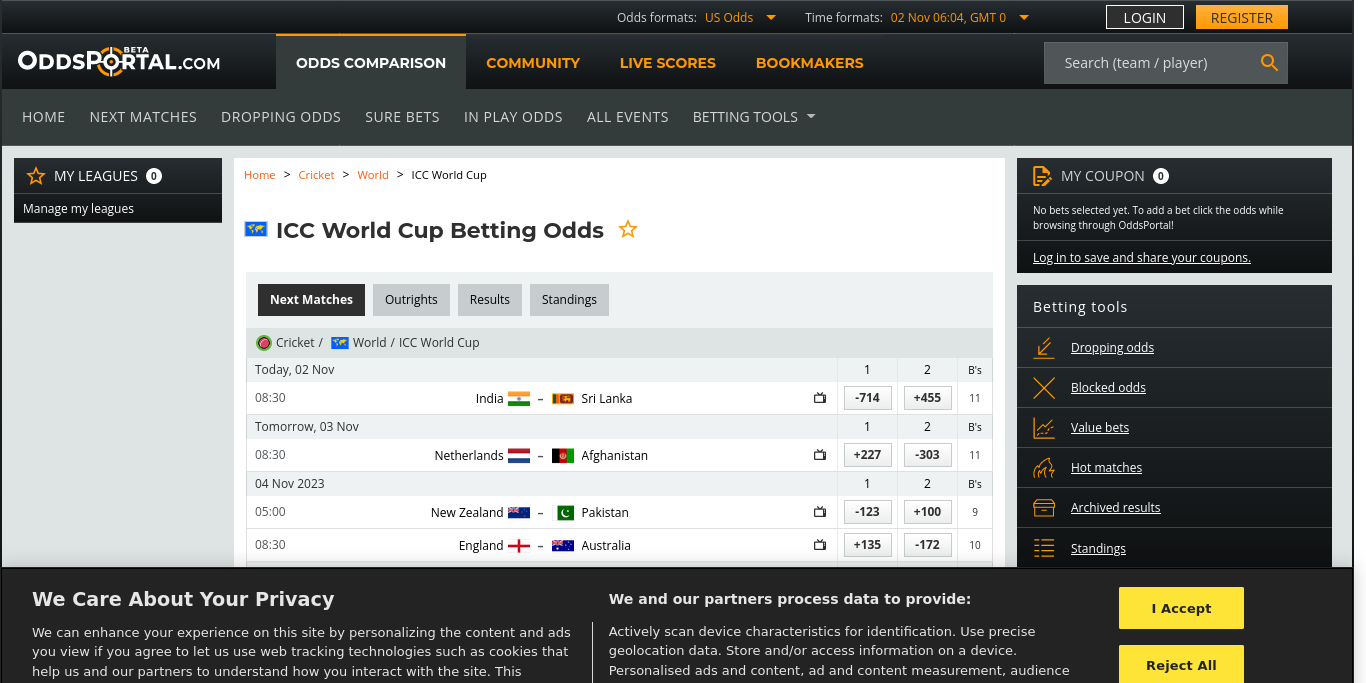 Odds formats: US Odds Time formats: 02 Nov 06:04, GMT 0 LOGIN REGISTER
ODDSPORTAL.COM BETA ODDS COMPARISON COMMUNITY LIVE SCORES BOOKMAKERS Search (team / player)
HOME NEXT MATCHES DROPPING ODDS SURE BETS IN PLAY ODDS ALL EVENTS BETTING TOOLS
MY LEAGUES 0
Manage my leagues
Home > Cricket > World > ICC World Cup
ICC World Cup Betting Odds
Next Matches Outrights Results Standings
Cricket / World / ICC World Cup
Today, 02 Nov 1 2 B's
08:30 India – Sri Lanka -714 +455 11
Tomorrow, 03 Nov 1 2 B's
08:30 Netherlands – Afghanistan +227 -303 11
04 Nov 2023 1 2 B's
05:00 New Zealand – Pakistan -123 +100 9
08:30 England – Australia +135 -172 10
MY COUPON 0
No bets selected yet. To add a bet click the odds while
browsing through OddsPortal!
Log in to save and share your coupons.
Betting tools
Dropping odds
Blocked odds
Value bets
Hot matches
Archived results
Standings
We Care About Your Privacy
We can enhance your experience on this site by personalizing the content and ads
you view if you agree to let us use web tracking technologies such as cookies that
help us and our partners to understand how you interact with the site. This
We and our partners process data to provide:
Actively scan device characteristics for identification. Use precise
geolocation data. Store and/or access information on a device.
Personalised ads and content, ad and content measurement, audience
I Accept
Reject All